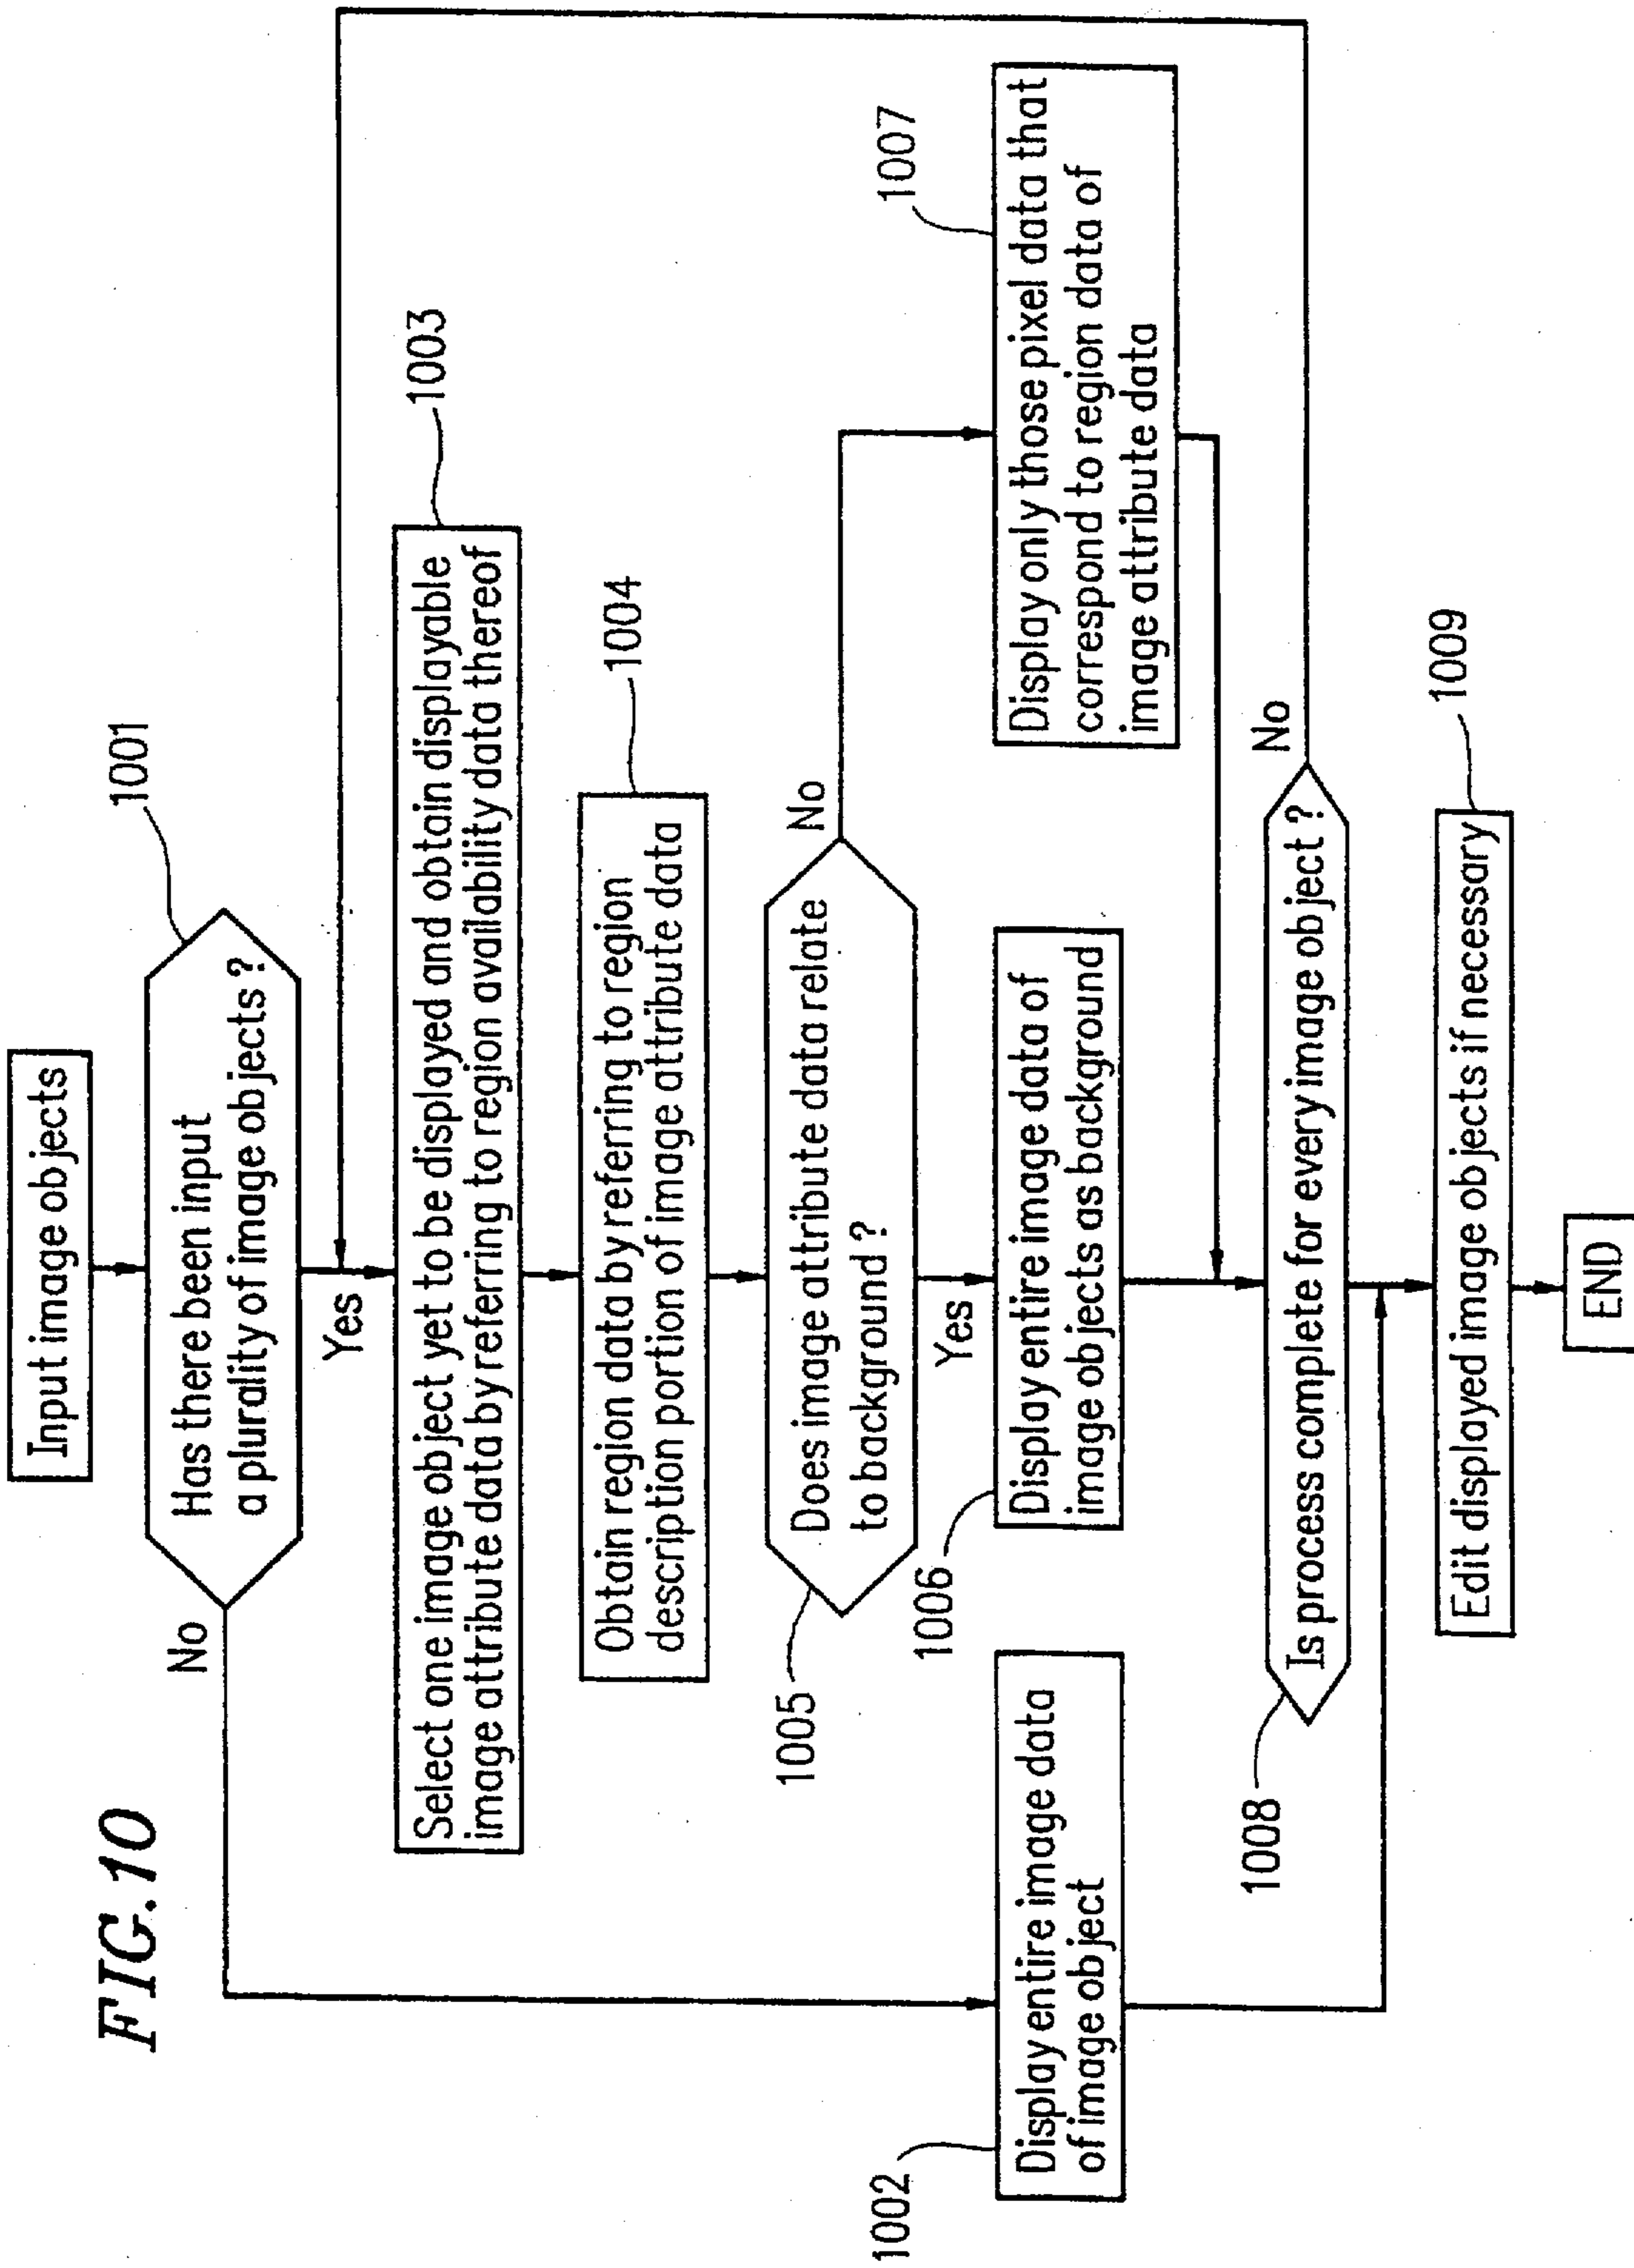 FIG.10
Input image objects
1001
Has there been input
a plurality of image objects ?
No
Yes
1003
Select one image object yet to be displayed and obtain displayable
image attribute data by referring to region availability data thereof
1004
Obtain region data by referring to region
description portion of image attribute data
1005
Does image attribute data relate
to background ?
No
Yes
1002
Display entire image data
of image object
1006
Display entire image data of
image objects as background
1007
Display only those pixel data that
correspond to region data of
image attribute data
1008
Is process complete for every image object ?
No
1009
Edit displayed image objects if necessary
END